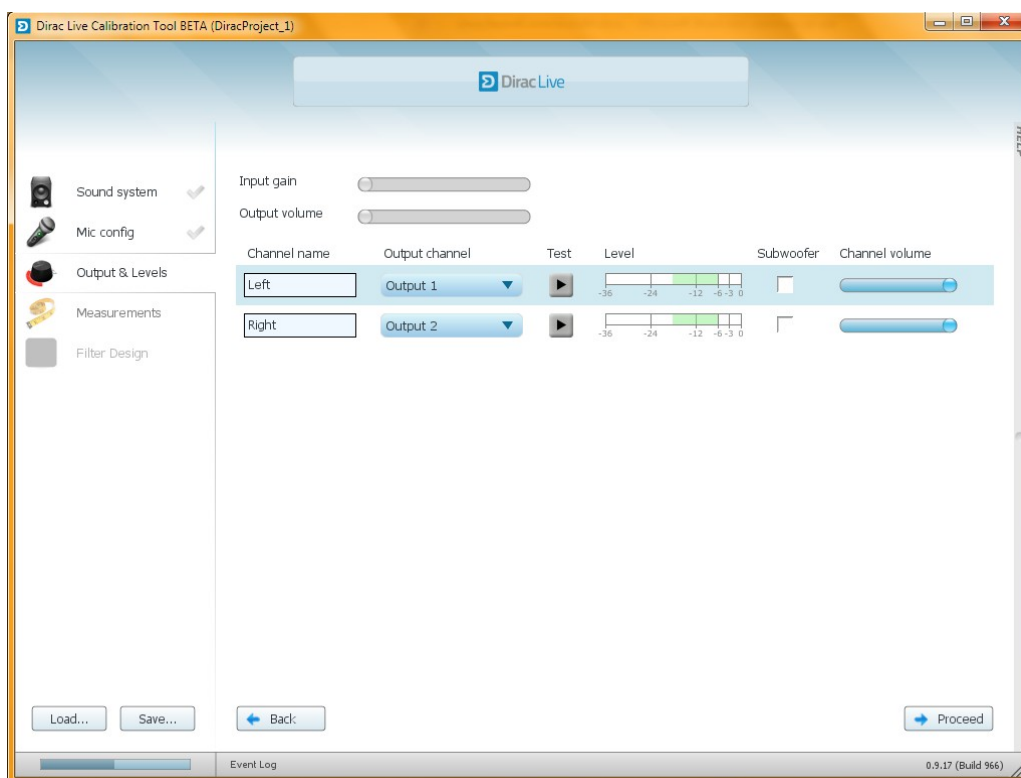 Dirac Live Calibration Tool BETA (DiracProject_1)
Dirac Live
HELP
Sound system
Mic config
Output & Levels
Measurements
Filter Design
Input gain
Output volume
Channel name Output channel Test Level Subwoofer Channel volume
Left Output 1 -36 -24 -12 -6 -3 0
Right Output 2 -36 -24 -12 -6 -3 0
Load... Save... Back Proceed
Event Log 0.9.17 (Build 966)